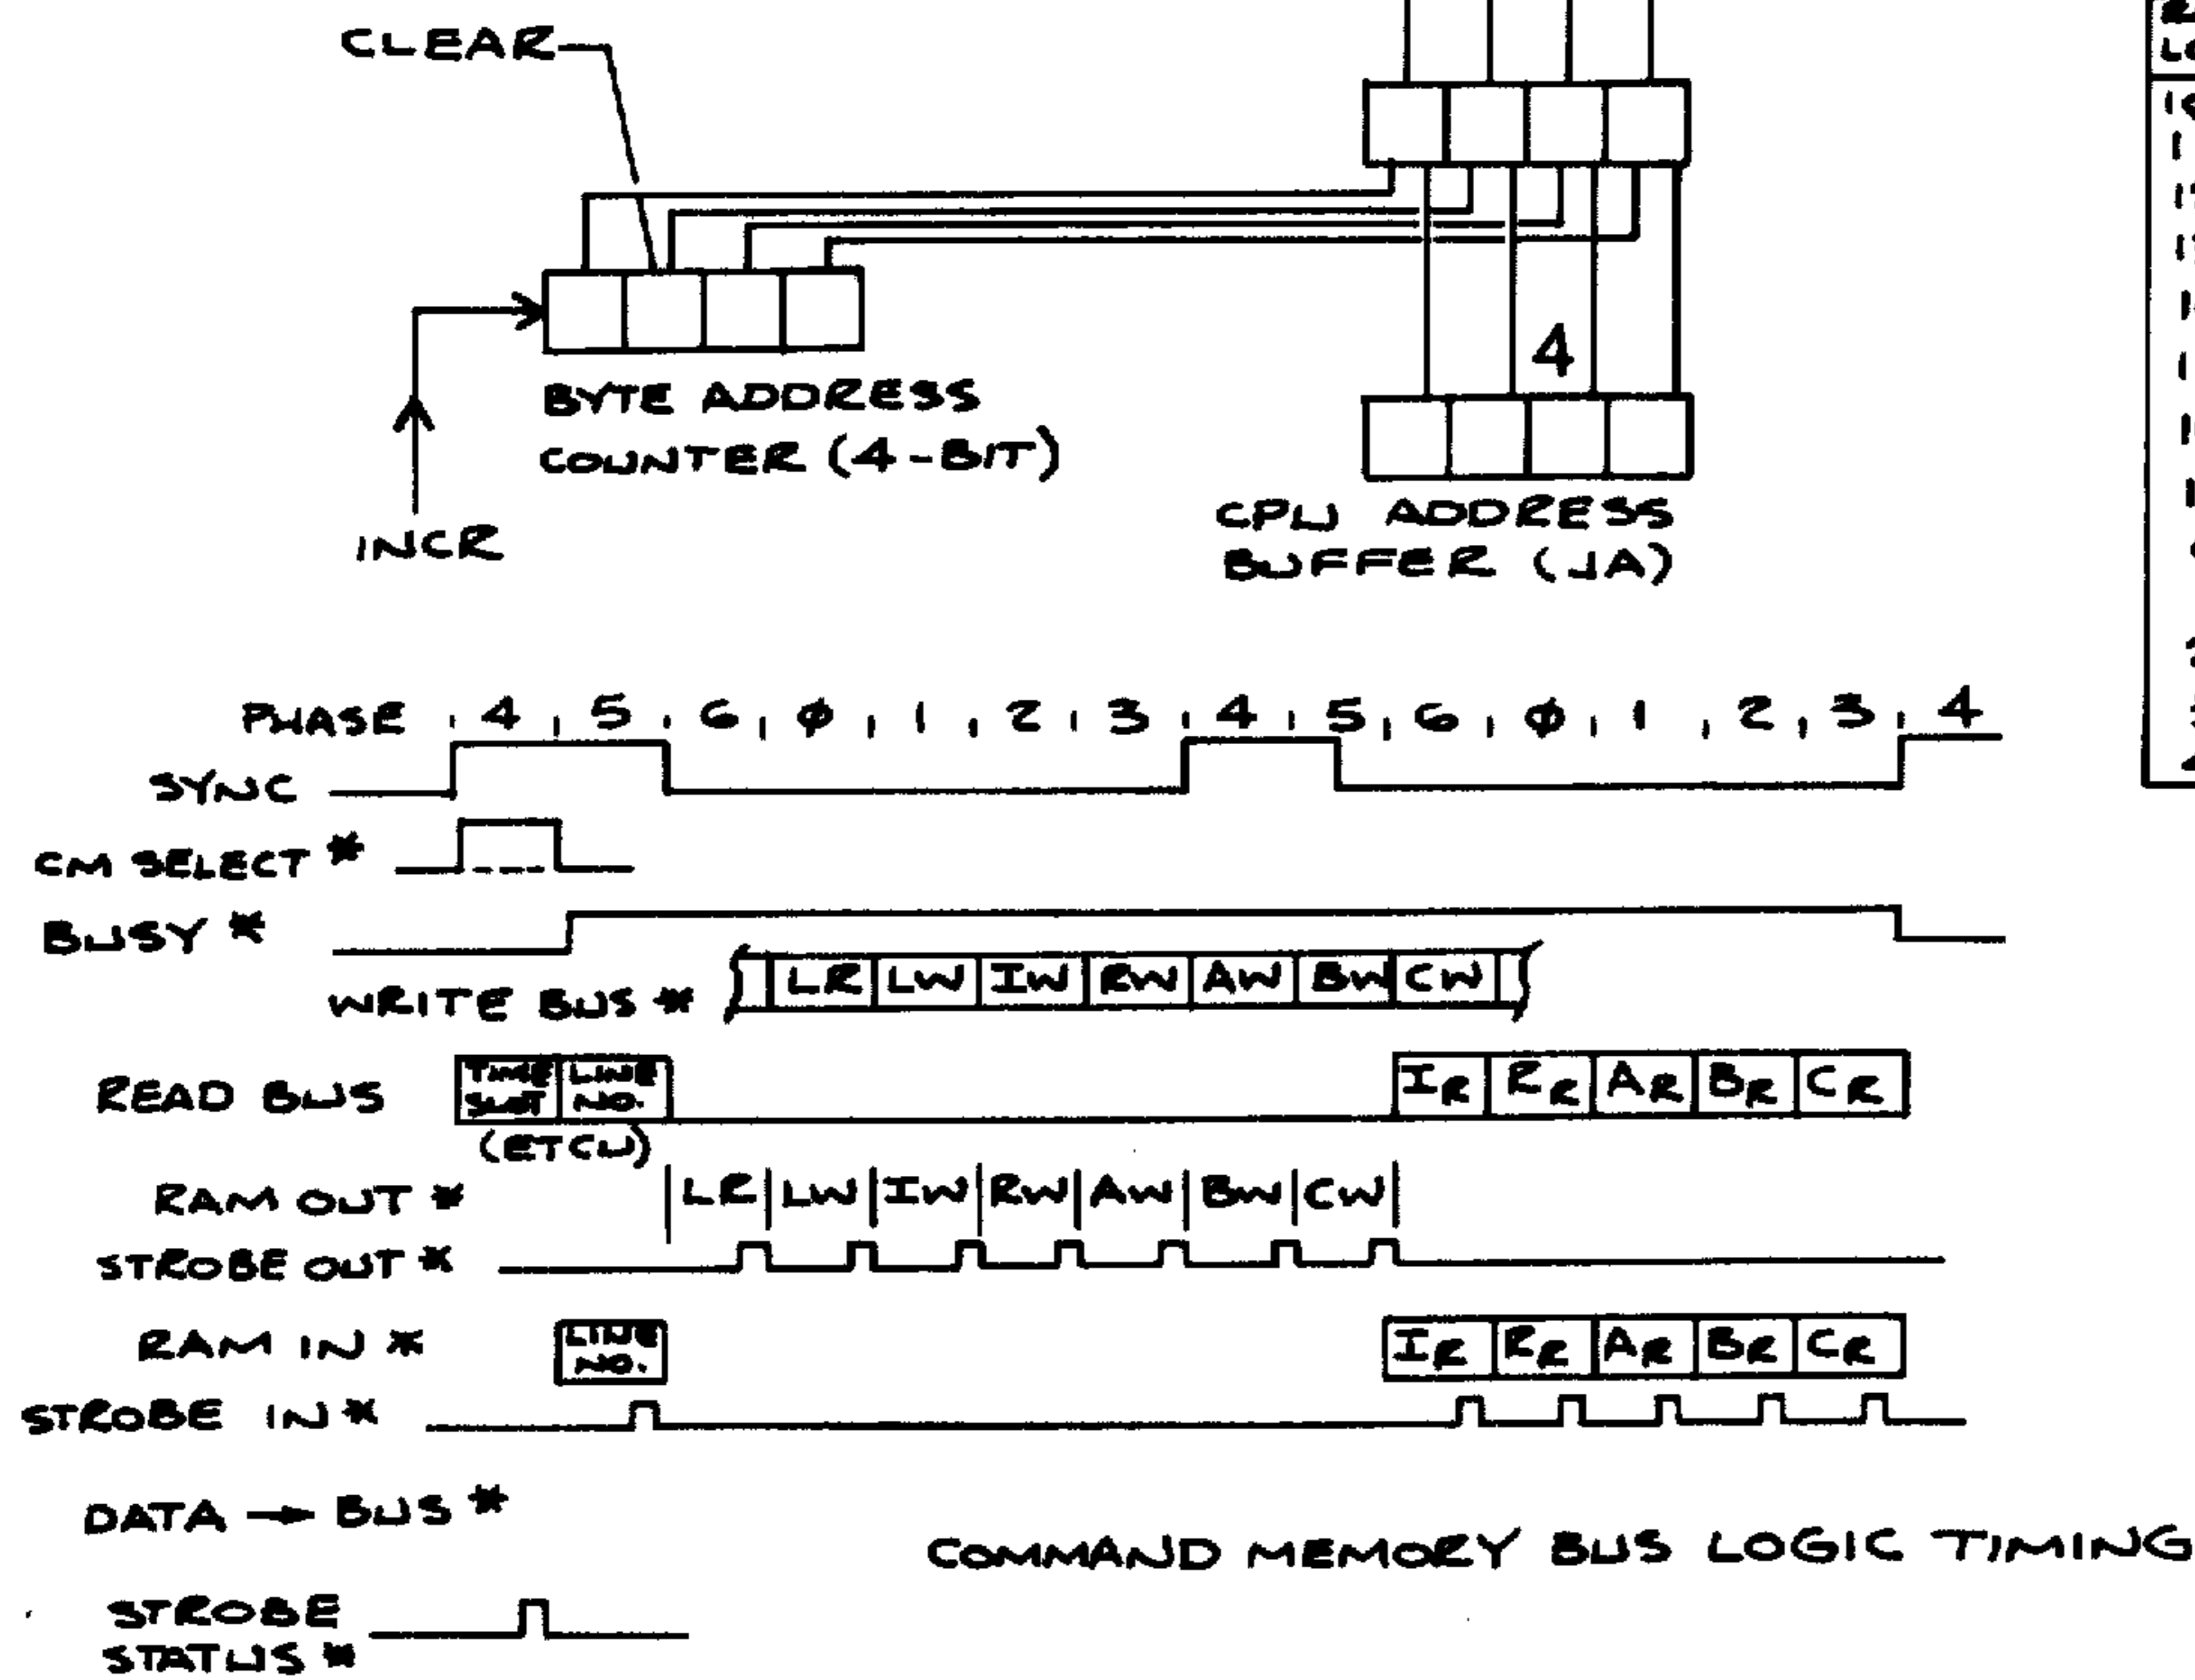 CLEAR
4
BYTE ADDRESS
COUNTER (4-BIT)
INCR
CPU ADDRESS
BUFFER (JA)
PHASE 4 5 6 φ 1 2 3 4 5 6 φ 1 2 3 4
SYNC
CM SELECT *
BUSY *
WRITE BUS * LR LW IW RW AW BW CW
READ BUS TIME SLOT LINE NO. IR RR AR BR CR
(ETCU)
RAM OUT * LR LW IW RW AW BW CW
STROBE OUT *
RAM IN * LINE NO. IR RR AR BR CR
STROBE IN *
DATA → BUS *
COMMAND MEMORY BUS LOGIC TIMING
STROBE
STATUS *